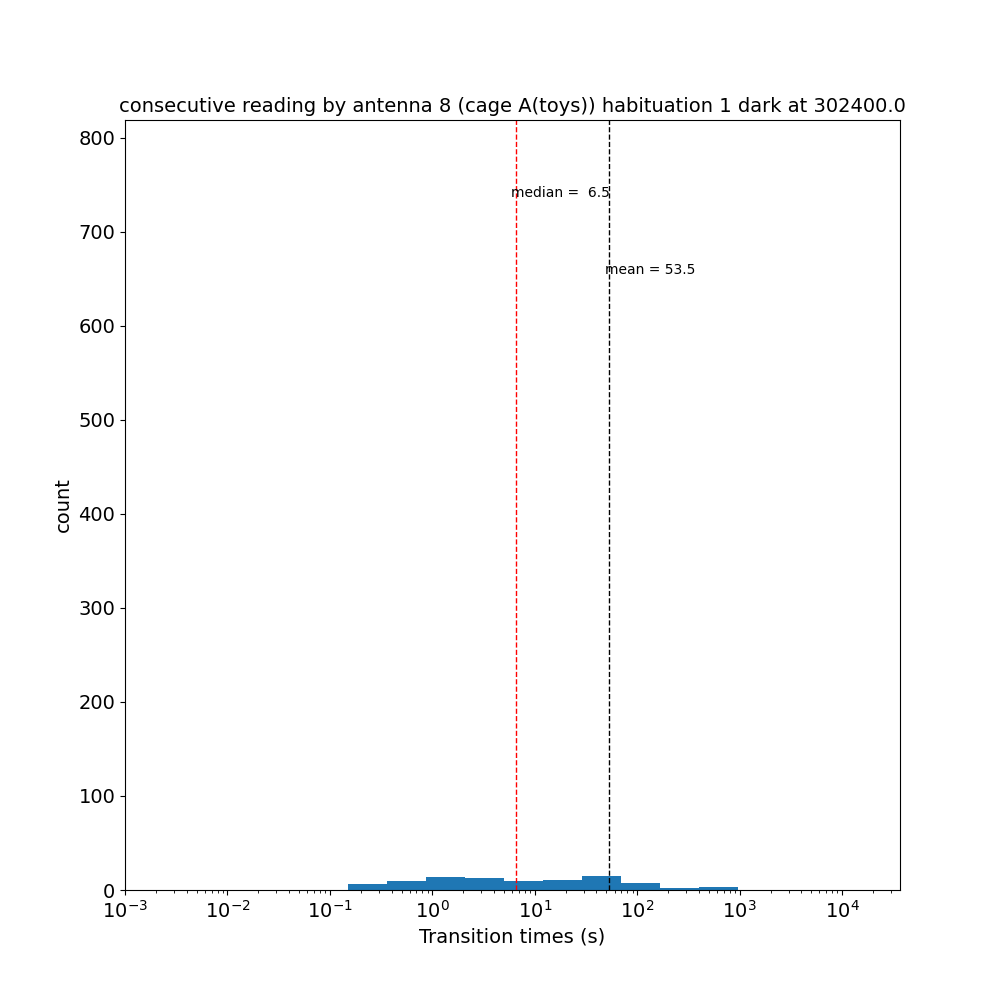 consecutive reading by antenna 8 (cage A(toys)) habituation 1 dark at 302400.0
800
median =  6.5
700
mean = 53.5
600
500
count
400
300
200
100
0
10⁻³ 10⁻² 10⁻¹ 10⁰ 10¹ 10² 10³ 10⁴
Transition times (s)